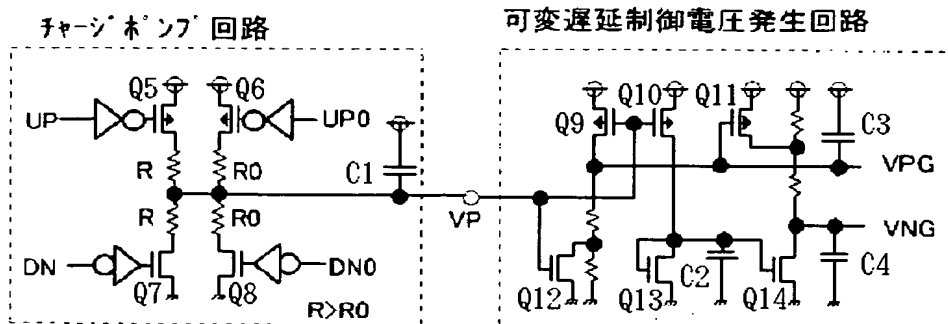 チャージポンプ回路
可変遅延制御電圧発生回路
Q5
Q6
Q10
Q11
UP
UP0
Q9
C3
R
R0
C1
VPG
R
R0
VP
VNG
DN
DN0
C2
C4
Q7
Q8
Q12
Q13
Q14
R>R0